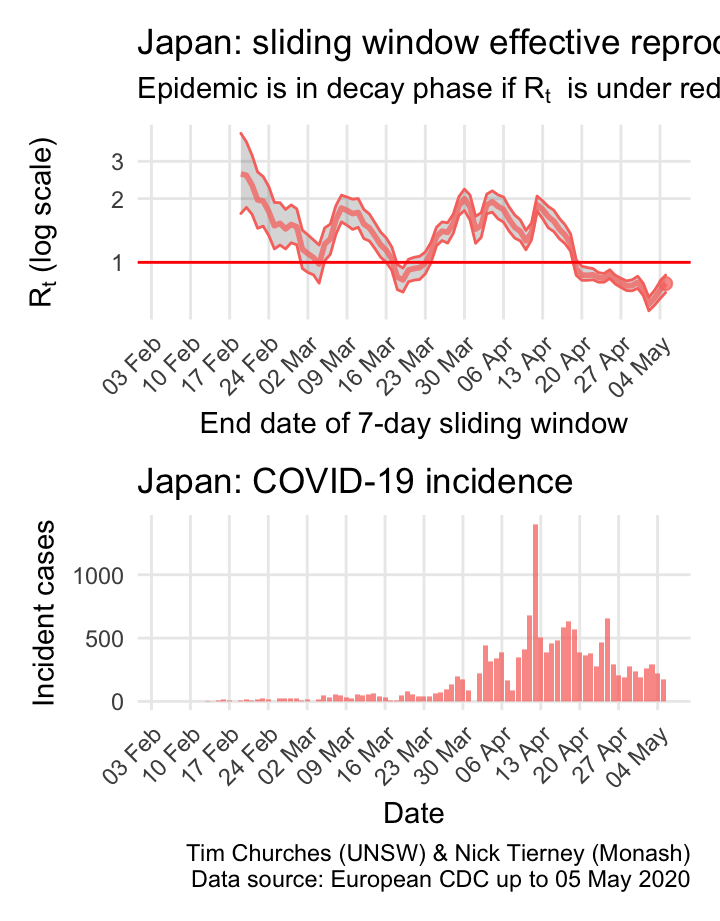 Japan: sliding window effective reproc
Epidemic is in decay phase if Rt is under red
Rt (log scale)
3
2
1
03 Feb
10 Feb
17 Feb
24 Feb
02 Mar
09 Mar
16 Mar
23 Mar
30 Mar
06 Apr
13 Apr
20 Apr
27 Apr
04 May
End date of 7-day sliding window
Japan: COVID-19 incidence
Incident cases
1000
500
0
03 Feb
10 Feb
17 Feb
24 Feb
02 Mar
09 Mar
16 Mar
23 Mar
30 Mar
06 Apr
13 Apr
20 Apr
27 Apr
04 May
Date
Tim Churches (UNSW) & Nick Tierney (Monash)
Data source: European CDC up to 05 May 2020